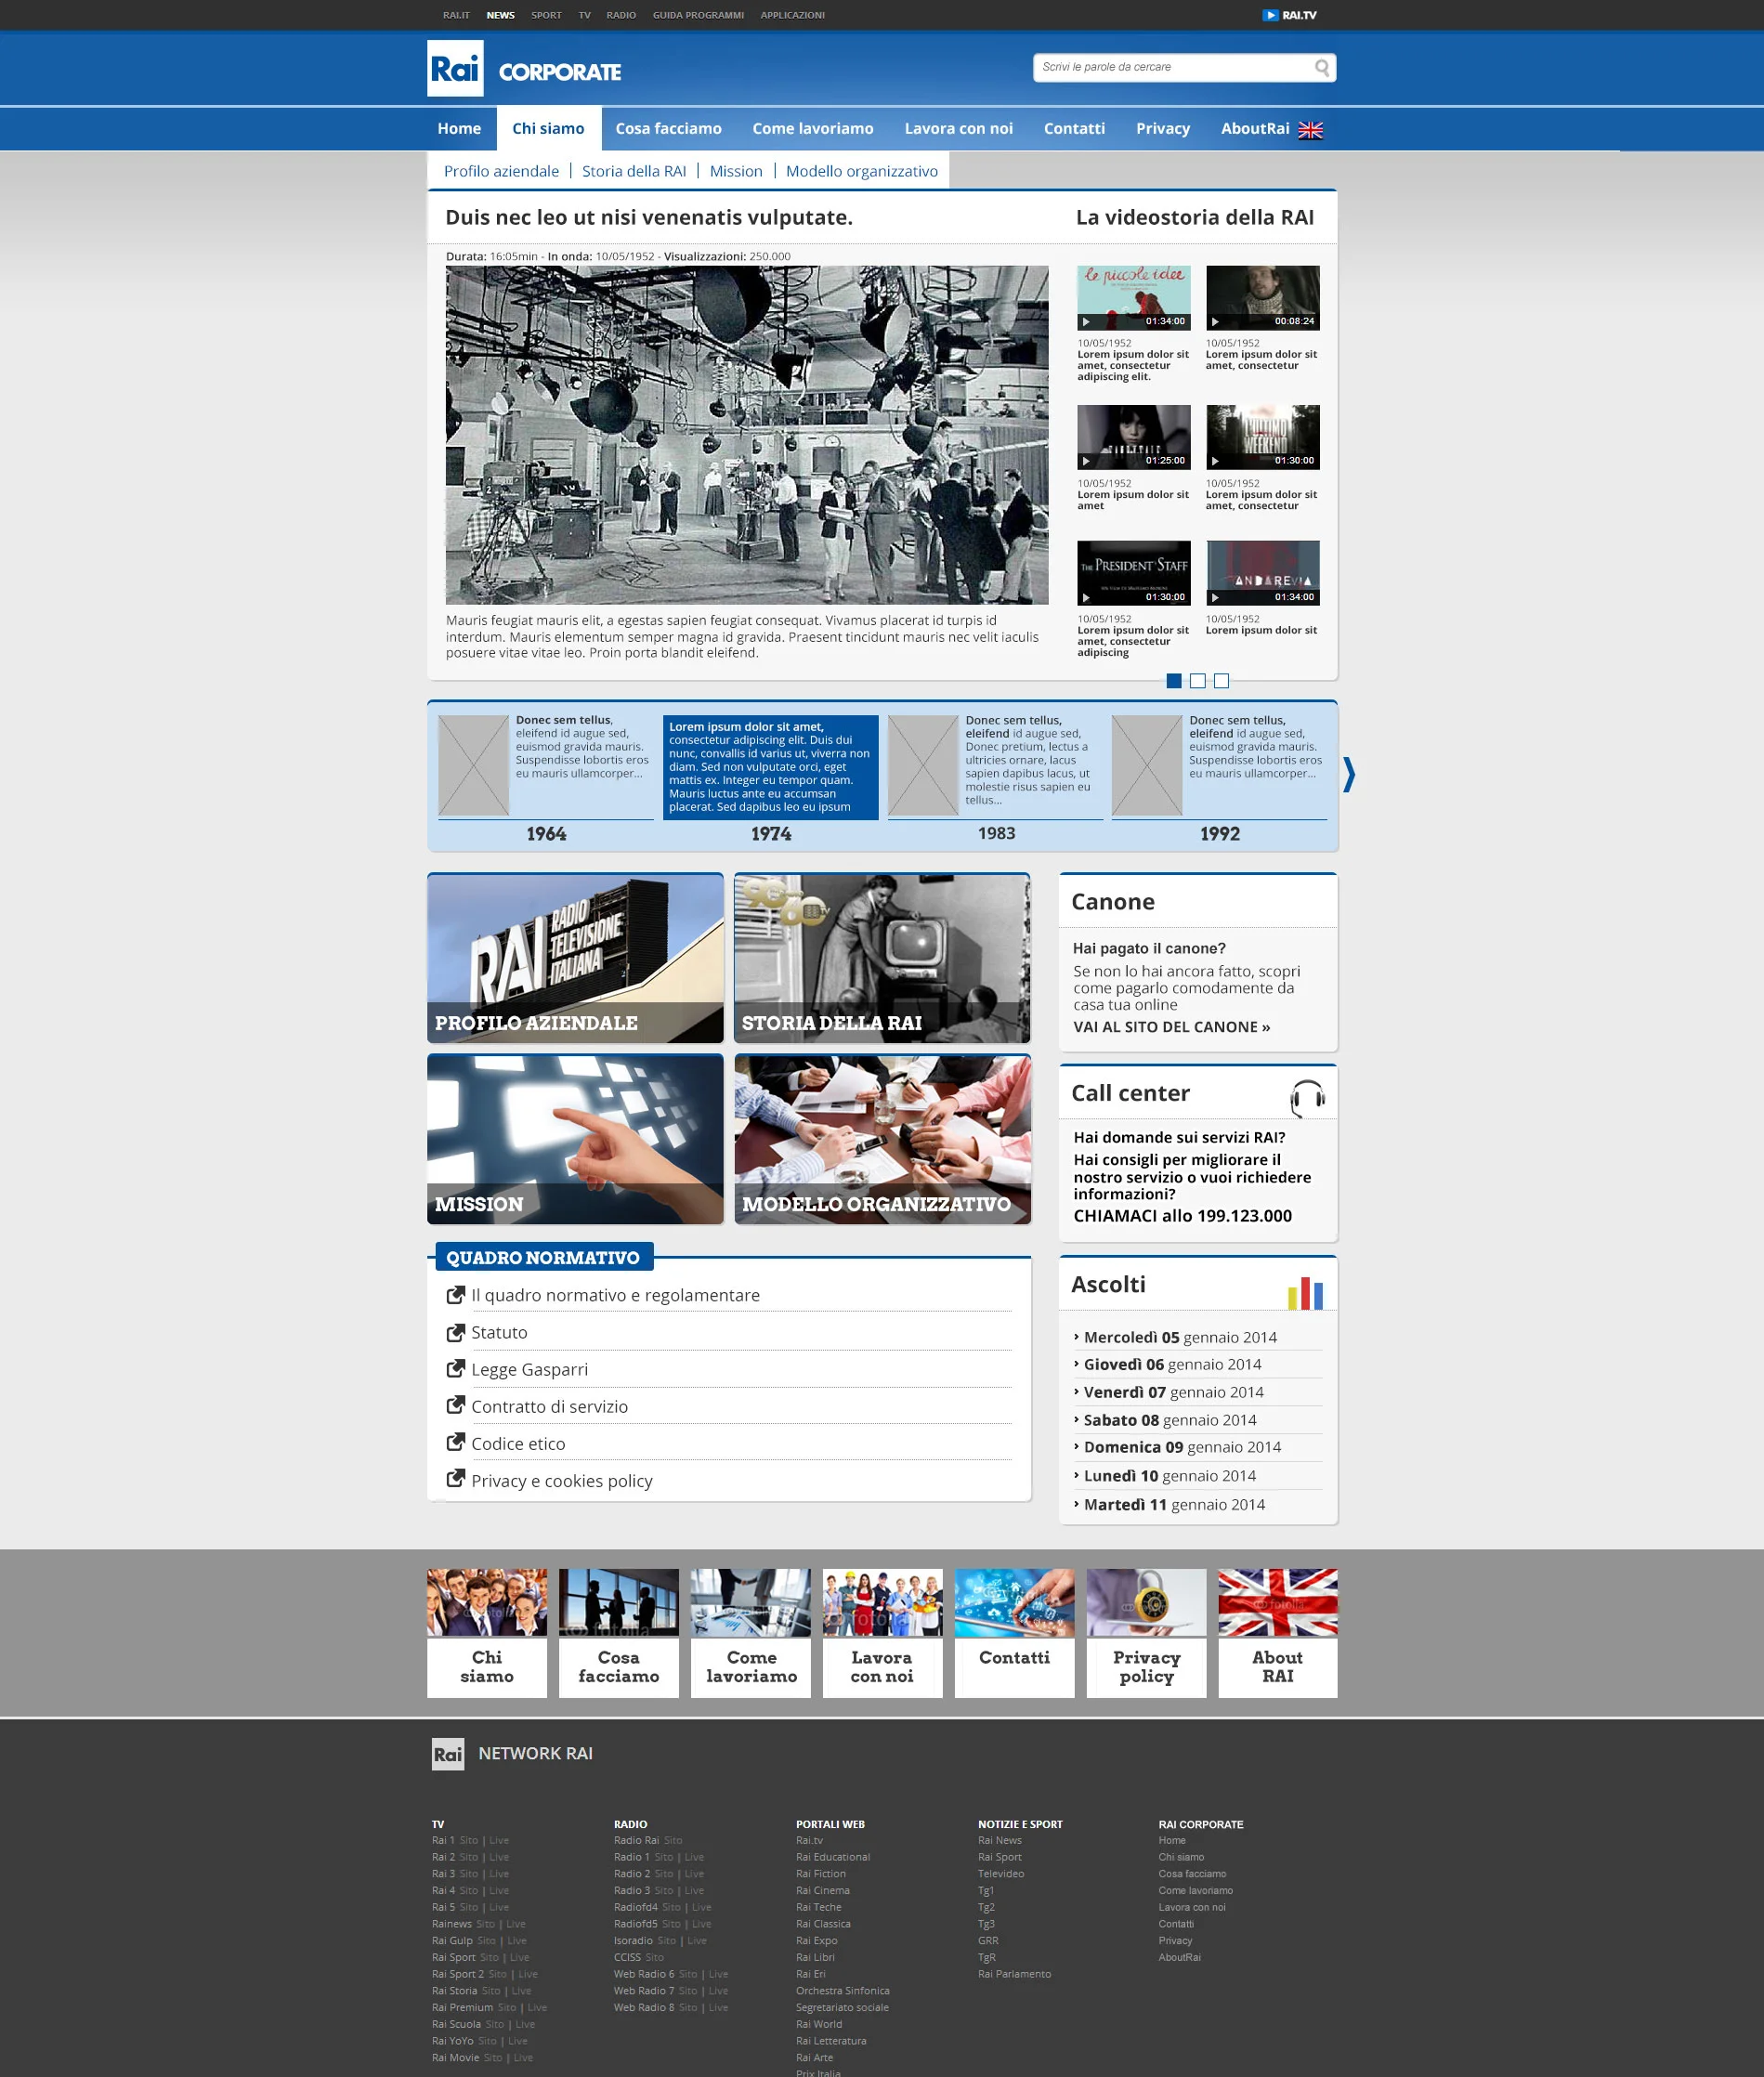 RAI.IT NEWS SPORT TV RADIO GUIDA PROGRAMMI APPLICAZIONI
RAI.TV
Rai CORPORATE
Scrivi le parole da cercare
Home Chi siamo Cosa facciamo Come lavoriamo Lavora con noi Contatti Privacy AboutRai
Profilo aziendale | Storia della RAI | Mission | Modello organizzativo
Duis nec leo ut nisi venenatis vulputate.
Durata: 16:05min - In onda: 10/05/1952 - Visualizzazioni: 250.000
Mauris feugiat mauris elit, a egestas sapien feugiat consequat. Vivamus placerat id turpis id
interdum. Mauris elementum semper magna id gravida. Praesent tincidunt mauris nec velit iaculis
posuere vitae vitae leo. Proin porta blandit eleifend.
La videostoria della RAI
le piccole idee
01:34:00
10/05/1952
Lorem ipsum dolor sit
amet, consectetur
adipiscing elit.
00:08:24
10/05/1952
Lorem ipsum dolor sit
amet, consectetur
01:25:00
10/05/1952
Lorem ipsum dolor sit
amet
WEEKEND
01:30:00
10/05/1952
Lorem ipsum dolor sit
amet, consectetur
THE PRESIDENT'S STAFF
01:30:00
10/05/1952
Lorem ipsum dolor sit
amet, consectetur
adipiscing
ANDAREVIA
01:34:00
10/05/1952
Lorem ipsum dolor sit
Donec sem tellus,
eleifend id augue sed,
euismod gravida mauris.
Suspendisse lobortis eros
eu mauris ullamcorper...
1964
Lorem ipsum dolor sit amet,
consectetur adipiscing elit. Duis dui
nunc, convallis id varius ut, viverra non
diam. Sed non vulputate orci, eget
mattis ex. Integer eu tempor quam.
Mauris luctus ante eu accumsan
placerat. Sed dapibus leo eu ipsum
1974
Donec sem tellus,
eleifend id augue sed,
Donec pretium, lectus a
ultricies ornare, lacus
sapien dapibus lacus, ut
molestie risus sapien eu
tellus...
1983
Donec sem tellus,
eleifend id augue sed,
euismod gravida mauris.
Suspendisse lobortis eros
eu mauris ullamcorper...
1992
RAI RADIO
TELEVISIONE
ITALIANA
PROFILO AZIENDALE
STORIA DELLA RAI
MISSION
MODELLO ORGANIZZATIVO
Canone
Hai pagato il canone?
Se non lo hai ancora fatto, scopri
come pagarlo comodamente da
casa tua online
VAI AL SITO DEL CANONE »
Call center
Hai domande sui servizi RAI?
Hai consigli per migliorare il
nostro servizio o vuoi richiedere
informazioni?
CHIAMACI allo 199.123.000
QUADRO NORMATIVO
Il quadro normativo e regolamentare
Statuto
Legge Gasparri
Contratto di servizio
Codice etico
Privacy e cookies policy
Ascolti
Mercoledì 05 gennaio 2014
Giovedì 06 gennaio 2014
Venerdì 07 gennaio 2014
Sabato 08 gennaio 2014
Domenica 09 gennaio 2014
Lunedì 10 gennaio 2014
Martedì 11 gennaio 2014
Chi
siamo
Cosa
facciamo
Come
lavoriamo
fotolia
Lavora
con noi
Contatti
Privacy
policy
fotolia
About
RAI
Rai NETWORK RAI
TV
Rai 1 Sito | Live
Rai 2 Sito | Live
Rai 3 Sito | Live
Rai 4 Sito | Live
Rai 5 Sito | Live
Rainews Sito | Live
Rai Gulp Sito | Live
Rai Sport Sito | Live
Rai Sport 2 Sito | Live
Rai Storia Sito | Live
Rai Premium Sito | Live
Rai Scuola Sito | Live
Rai YoYo Sito | Live
Rai Movie Sito | Live
RADIO
Radio Rai Sito
Radio 1 Sito | Live
Radio 2 Sito | Live
Radio 3 Sito | Live
Radiofd4 Sito | Live
Radiofd5 Sito | Live
Isoradio Sito | Live
CCISS Sito
Web Radio 6 Sito | Live
Web Radio 7 Sito | Live
Web Radio 8 Sito | Live
PORTALI WEB
Rai.tv
Rai Educational
Rai Fiction
Rai Cinema
Rai Teche
Rai Classica
Rai Expo
Rai Libri
Rai Eri
Orchestra Sinfonica
Segretariato sociale
Rai World
Rai Letteratura
Rai Arte
Prix Italia
NOTIZIE E SPORT
Rai News
Rai Sport
Televideo
Tg1
Tg2
Tg3
GRR
TgR
Rai Parlamento
RAI CORPORATE
Home
Chi siamo
Cosa facciamo
Come lavoriamo
Lavora con noi
Contatti
Privacy
AboutRai